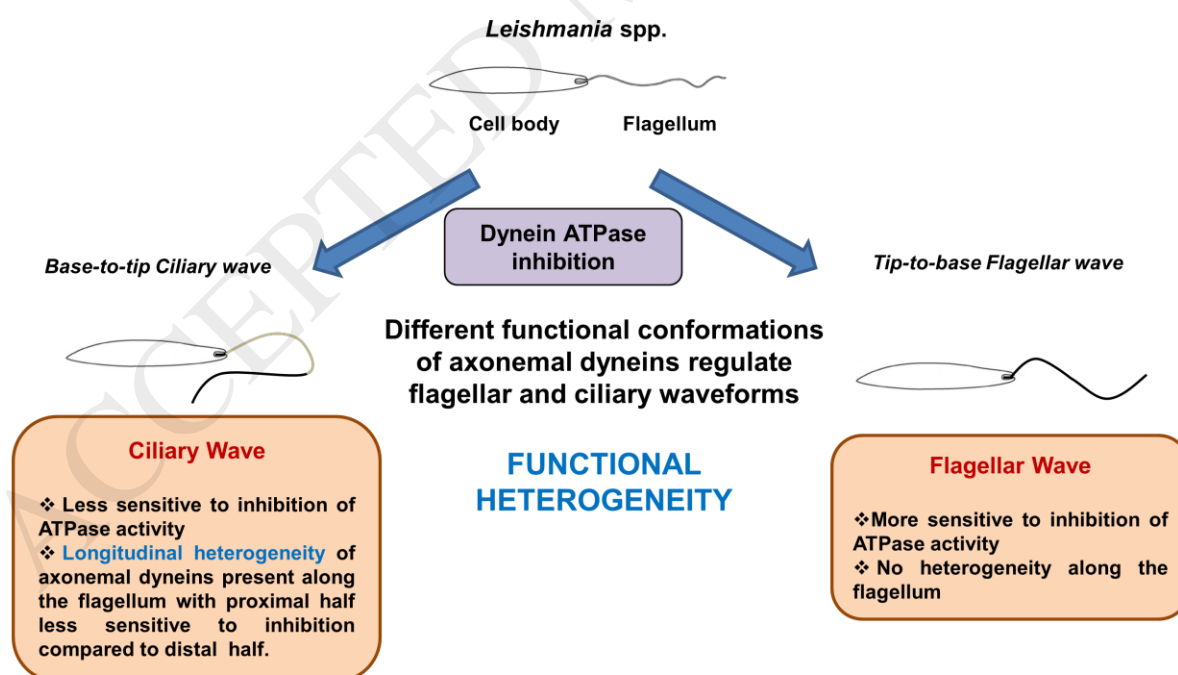 Leishmania spp.
Cell body
Flagellum
Dynein ATPase
inhibition
Base-to-tip Ciliary wave
Tip-to-base Flagellar wave
Different functional conformations
of axonemal dyneins regulate
flagellar and ciliary waveforms
FUNCTIONAL
HETEROGENEITY
Ciliary Wave
❖ Less sensitive to inhibition of
ATPase activity
❖ Longitudinal heterogeneity of
axonemal dyneins present along
the flagellum with proximal half
less sensitive to inhibition
compared to distal half.
Flagellar Wave
❖More sensitive to inhibition of
ATPase activity
❖ No heterogeneity along the
flagellum
ACCEPTED M